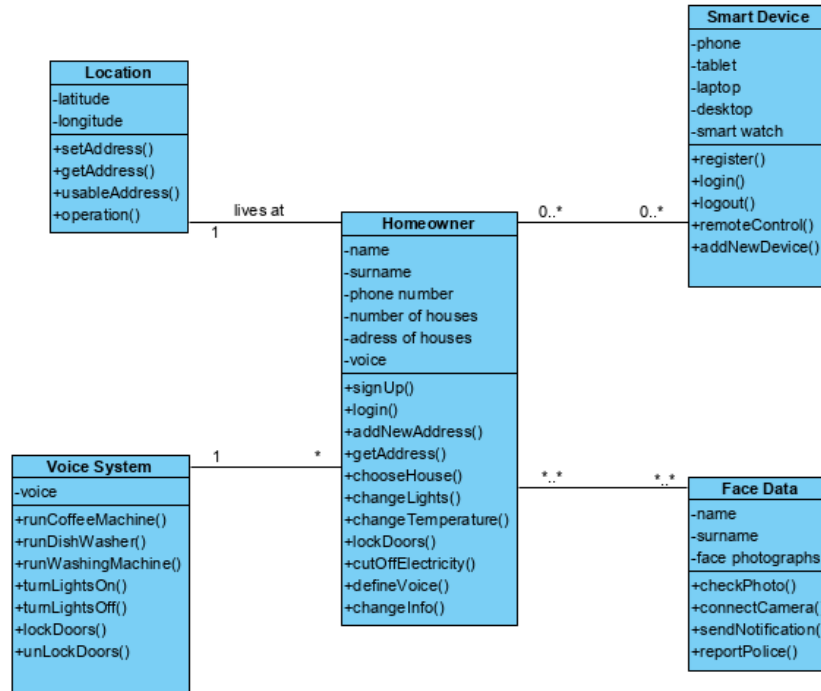 Location
-latitude
-longitude
+setAddress()
+getAddress()
+usableAddress()
+operation()
Smart Device
-phone
-tablet
-laptop
-desktop
-smart watch
+register()
+login()
+logout()
+remoteControl()
+addNewDevice()
lives at
1
0..*
0..*
Homeowner
-name
-surname
-phone number
-number of houses
-adress of houses
-voice
+signUp()
+login()
+addNewAddress()
+getAddress()
+chooseHouse()
+changeLights()
+changeTemperature()
+lockDoors()
+cutOffElectricity()
+defineVoice()
+changeInfo()
1
*
*..*
*..*
Voice System
-voice
+runCoffeeMachine()
+runDishWasher()
+runWashingMachine()
+turnLightsOn()
+turnLightsOff()
+lockDoors()
+unLockDoors()
Face Data
-name
-surname
-face photographs
+checkPhoto()
+connectCamera()
+sendNotification()
+reportPolice()